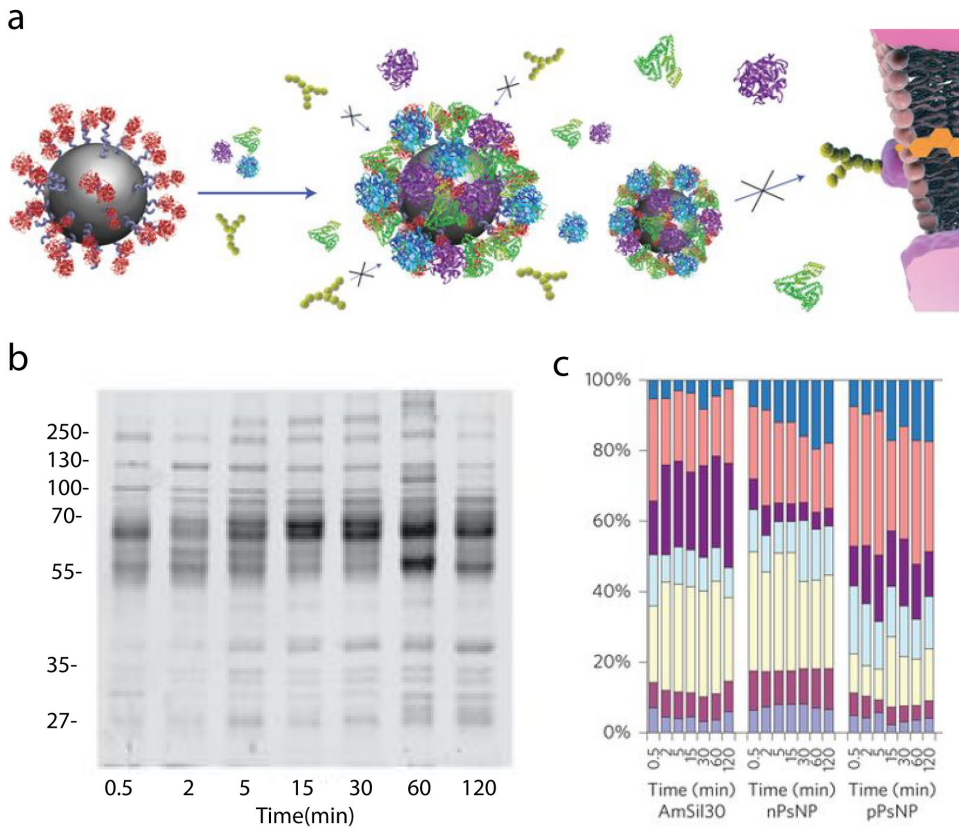 a
b
250-
130-
100-
70-
55-
35-
27-
0.5 2 5 15 30 60 120
Time(min)
c
100%
80%
60%
40%
20%
0%
0.5 2 5 15 30 60 120 0.5 2 5 15 30 60 120 0.5 2 5 15 30 60 120
Time (min) Time (min) Time (min)
AmSil30 nPsNP pPsNP